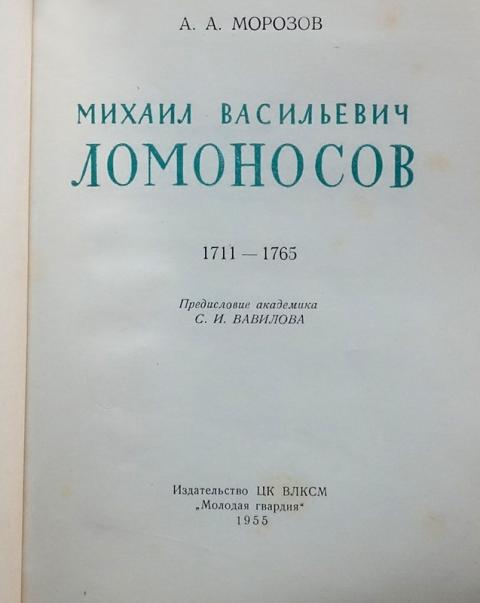 А. А. МОРОЗОВ
МИХАИЛ ВАСИЛЬЕВИЧ
ЛОМОНОСОВ
1711 — 1765
Предисловие академика
С. И. ВАВИЛОВА
Издательство ЦК ВЛКСМ
„Молодая гвардия“
1955